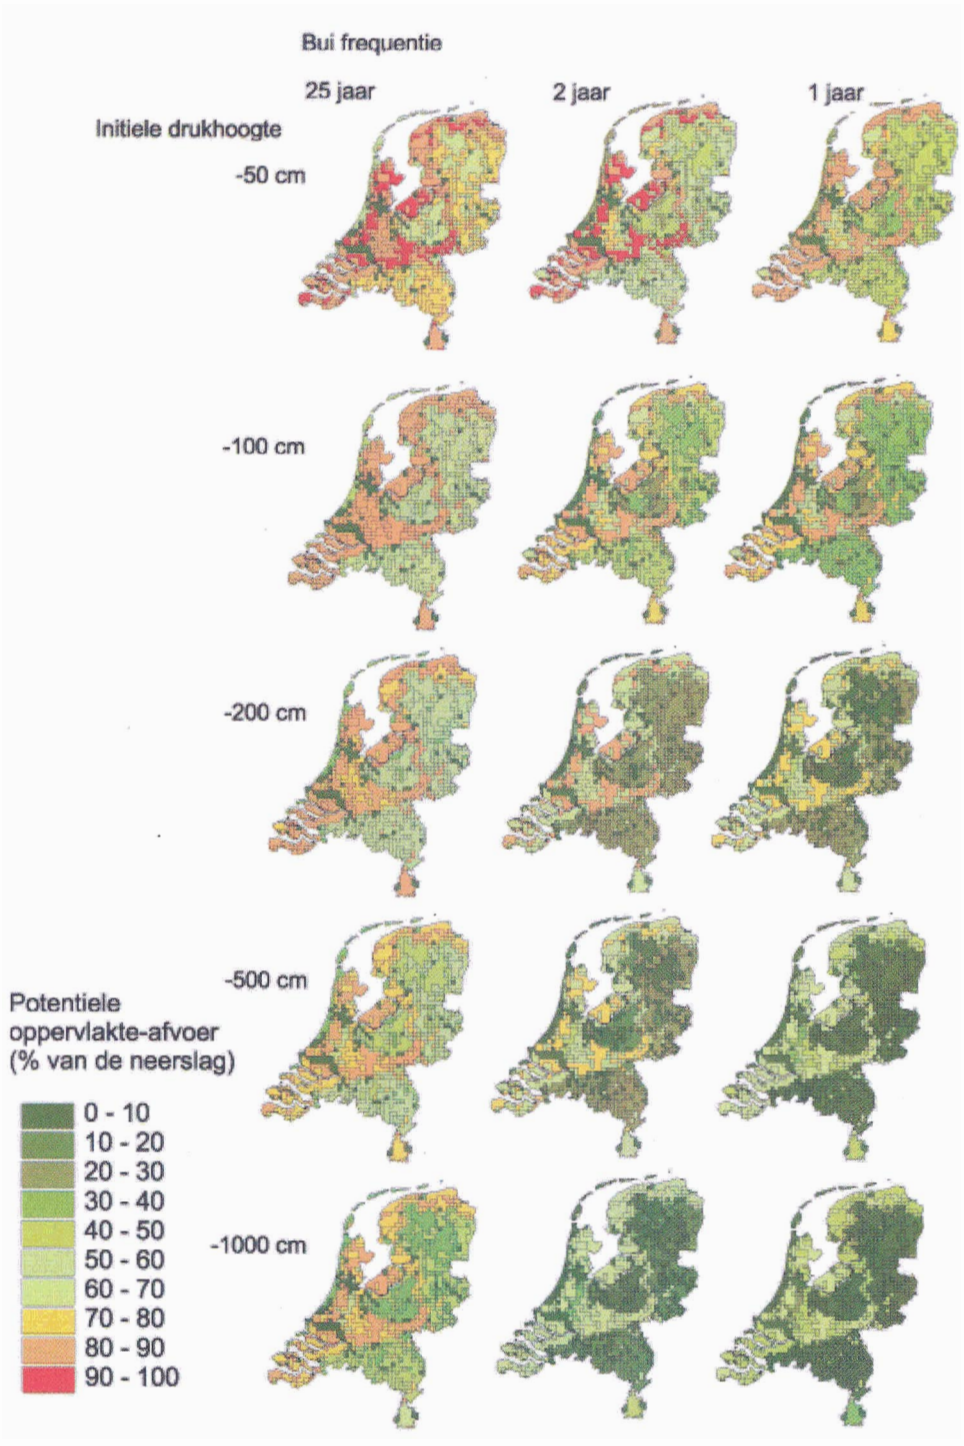 Bui frequentie
25 jaar
2 jaar
1 jaar
Initiele drukhoogte
-50 cm
-100 cm
-200 cm
-500 cm
-1000 cm
Potentiele
oppervlakte-afvoer
(% van de neerslag)
0 - 10
10 - 20
20 - 30
30 - 40
40 - 50
50 - 60
60 - 70
70 - 80
80 - 90
90 - 100